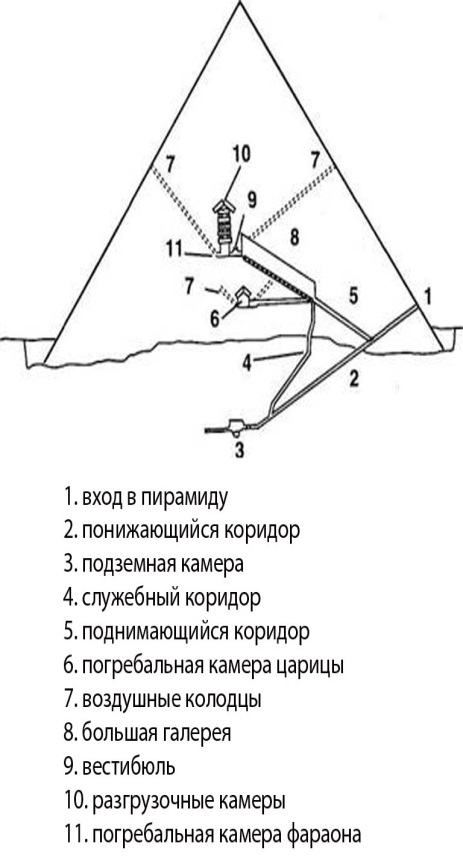 10
7
7
9
8
11
7
5
1
6
4
2
3
1. вход в пирамиду
2. понижающийся коридор
3. подземная камера
4. служебный коридор
5. поднимающийся коридор
6. погребальная камера царицы
7. воздушные колодцы
8. большая галерея
9. вестибюль
10. разгрузочные камеры
11. погребальная камера фараона